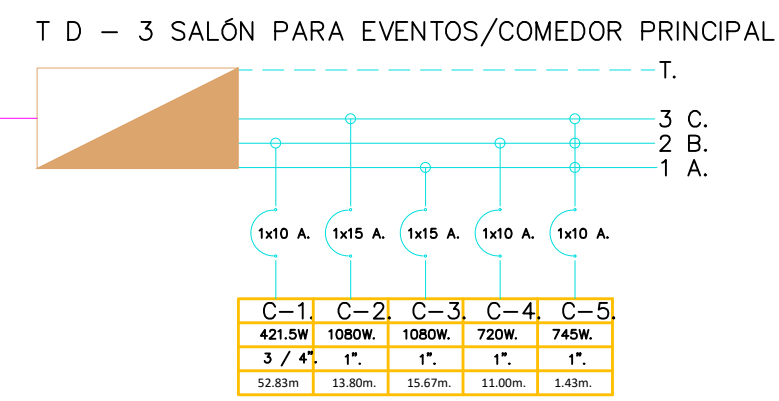 T D – 3 SALÓN PARA EVENTOS/COMEDOR PRINCIPAL
T.
3 C.
2 B.
1 A.
1x10 A. 1x15 A. 1x15 A. 1x10 A. 1x10 A.
C–1. C–2. C–3. C–4. C–5.
421.5W 1080W. 1080W. 720W. 745W.
3 / 4". 1". 1". 1". 1".
52.83m 13.80m. 15.67m. 11.00m. 1.43m.